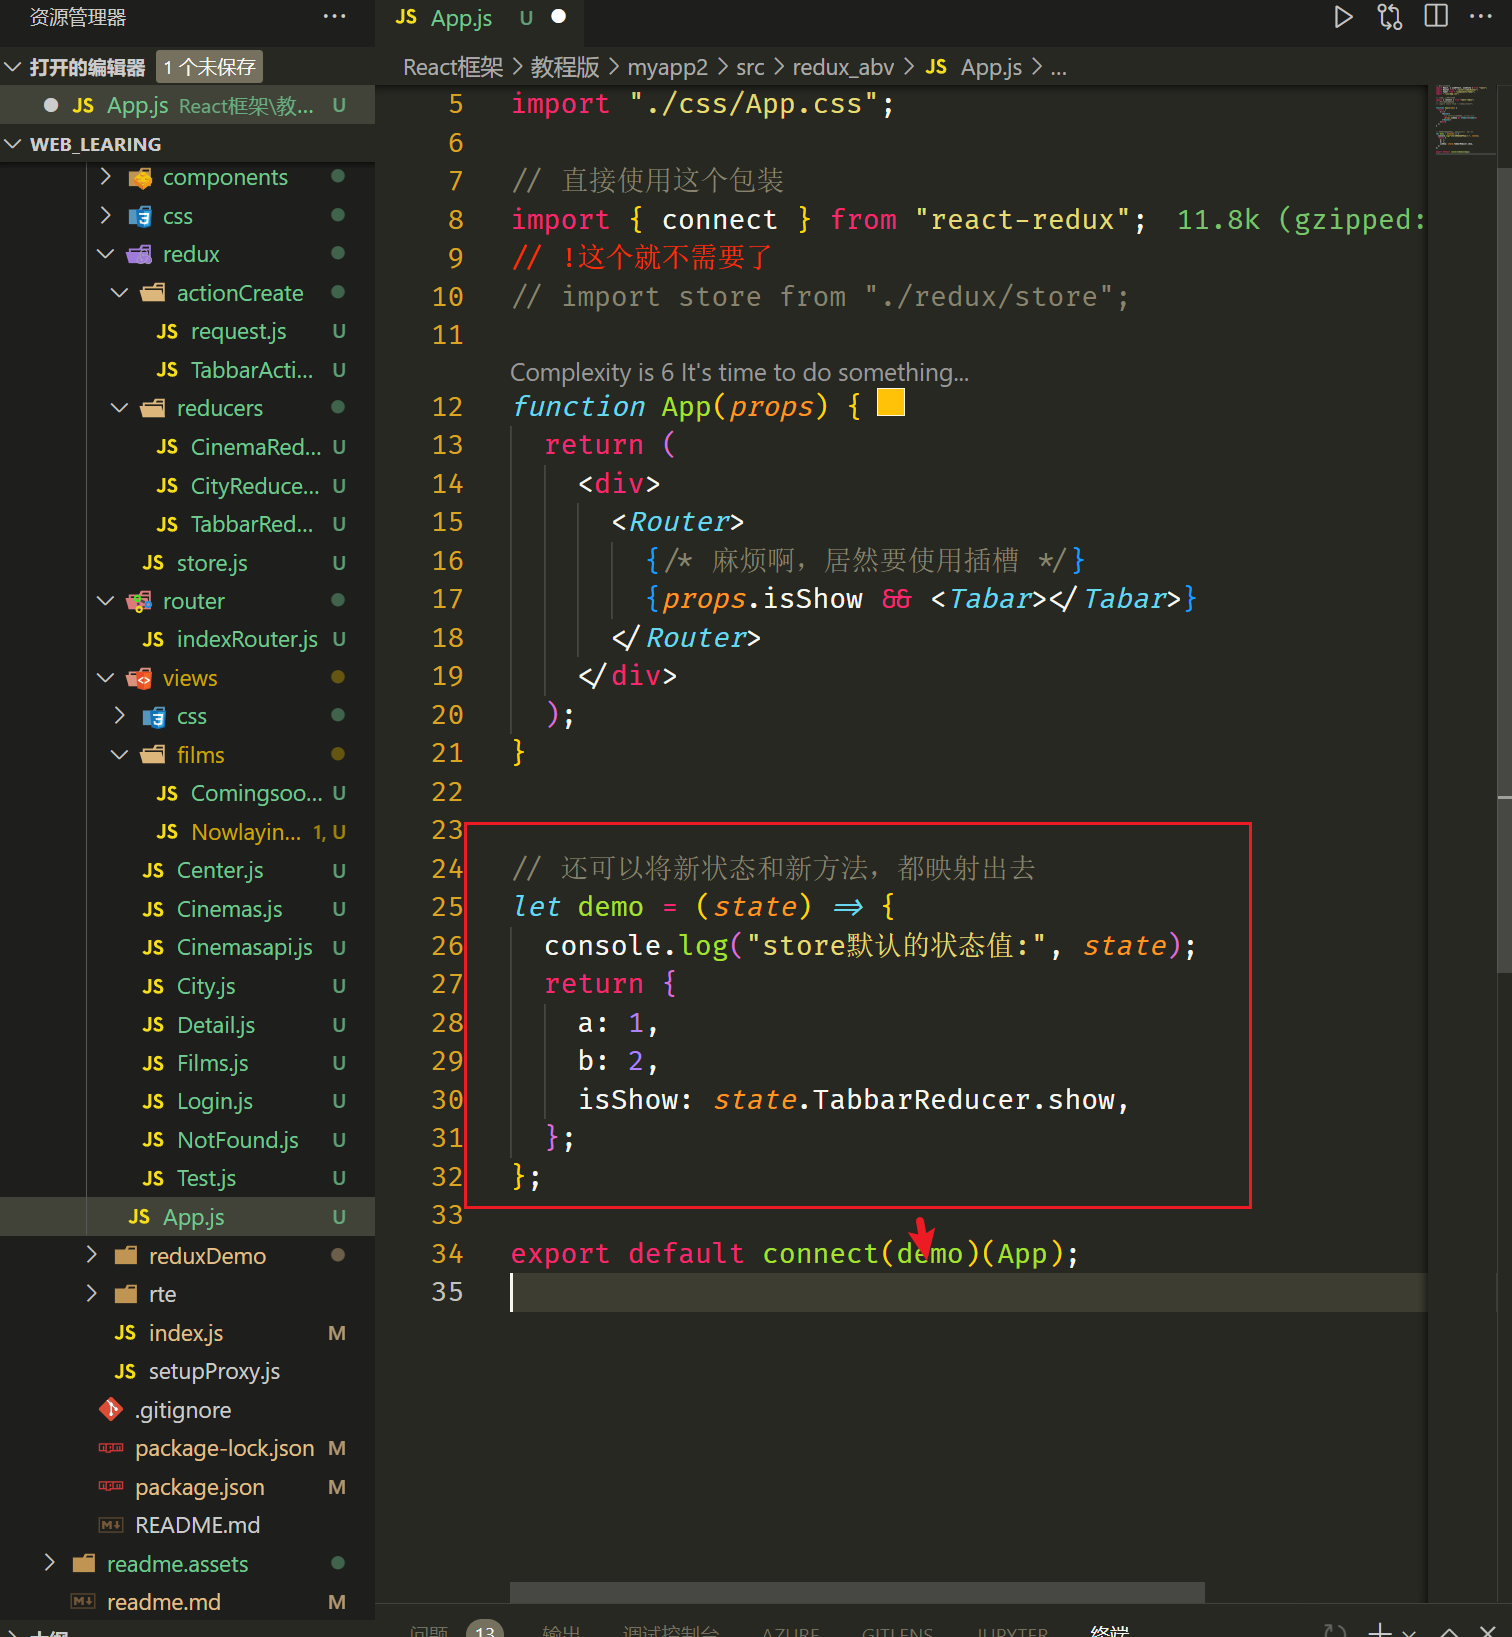 资源管理器 ···
打开的编辑器 1 个未保存
JS App.js React框架\教... U
WEB_LEARING
components
css
redux
actionCreate
JS request.js U
JS TabbarActi... U
reducers
JS CinemaRed... U
JS CityReduce... U
JS TabbarRed... U
JS store.js U
router
JS indexRouter.js U
views
css
films
JS Comingsoo... U
JS Nowlayin... 1, U
JS Center.js U
JS Cinemas.js U
JS Cinemasapi.js U
JS City.js U
JS Detail.js U
JS Films.js U
JS Login.js U
JS NotFound.js U
JS Test.js U
JS App.js U
reduxDemo
rte
JS index.js M
JS setupProxy.js
.gitignore
package-lock.json M
package.json M
README.md
readme.assets
readme.md M
JS App.js U
React框架 > 教程版 > myapp2 > src > redux_abv > JS App.js > ...
5 import "./css/App.css";
6
7 // 直接使用这个包装
8 import { connect } from "react-redux"; 11.8k (gzipped:
9 // !这个就不需要了
10 // import store from "./redux/store";
11
Complexity is 6 It's time to do something...
12 function App(props) {
13 return (
14 <div>
15 <Router>
16 {/* 麻烦啊，居然要使用插槽 */}
17 {props.isShow && <Tabar></Tabar>}
18 </Router>
19 </div>
20 );
21 }
22
23
24 // 还可以将新状态和新方法，都映射出去
25 let demo = (state) => {
26 console.log("store默认的状态值:", state);
27 return {
28 a: 1,
29 b: 2,
30 isShow: state.TabbarReducer.show,
31 };
32 };
33
34 export default connect(demo)(App);
35
问题 13 输出 调试控制台 AZURE GITLENS JUPYTER 终端